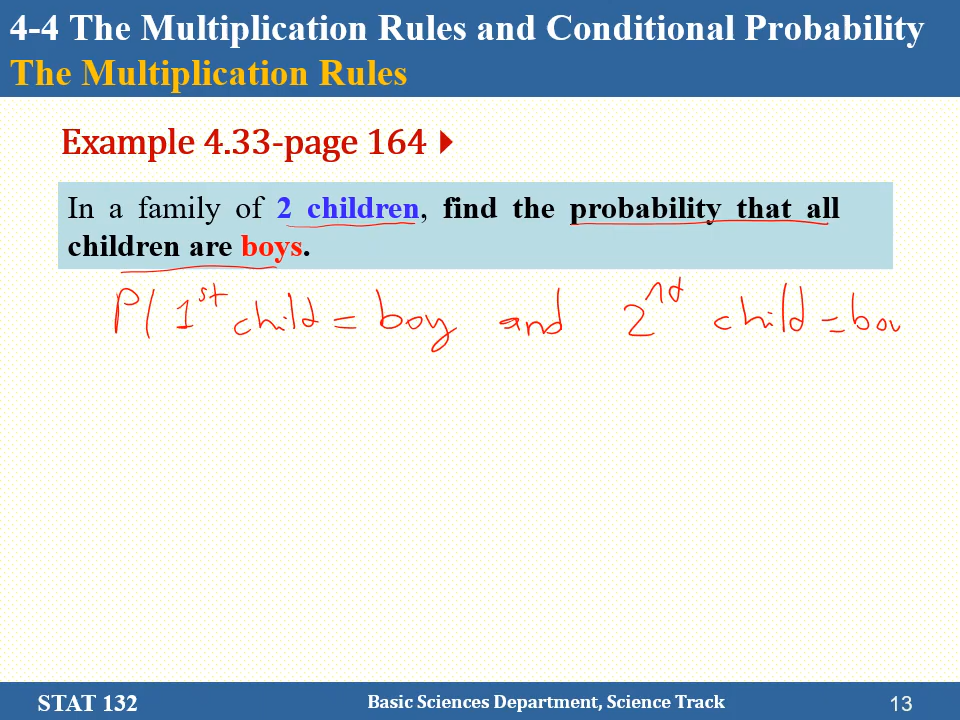 4-4 The Multiplication Rules and Conditional Probability
The Multiplication Rules
Example 4.33-page 164
In a family of 2 children, find the probability that all
children are boys.
P( 1st child = boy and 2nd child = boy
STAT 132
Basic Sciences Department, Science Track
13